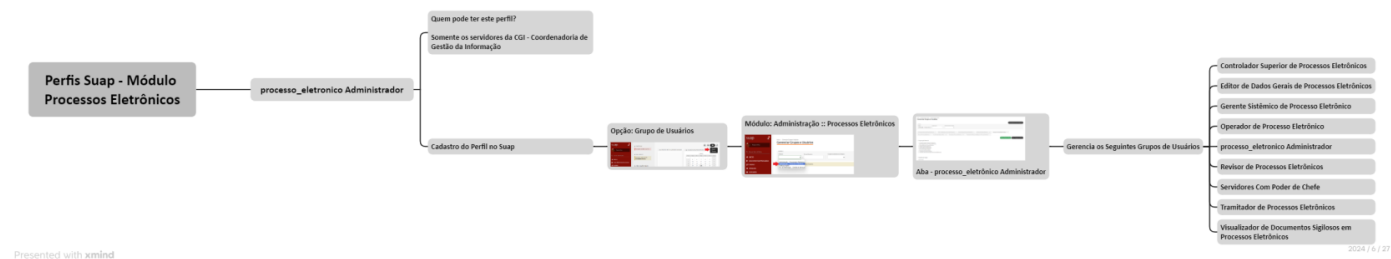 Perfis Suap - Módulo
Processos Eletrônicos
processo_eletronico Administrador
Quem pode ter este perfil?
Somente os servidores da CGI - Coordenadoria de
Gestão da Informação
Cadastro do Perfil no Suap
Opção: Grupo de Usuários
Módulo: Administração :: Processos Eletrônicos
Aba - processo_eletrônico Administrador
Gerencia os Seguintes Grupos de Usuários
Controlador Superior de Processos Eletrônicos
Editor de Dados Gerais de Processos Eletrônicos
Gerente Sistêmico de Processo Eletrônico
Operador de Processo Eletrônico
processo_eletronico Administrador
Revisor de Processos Eletrônicos
Servidores Com Poder de Chefe
Tramitador de Processos Eletrônicos
Visualizador de Documentos Sigilosos em
Processos Eletrônicos
Presented with xmind
2024 / 6 / 27